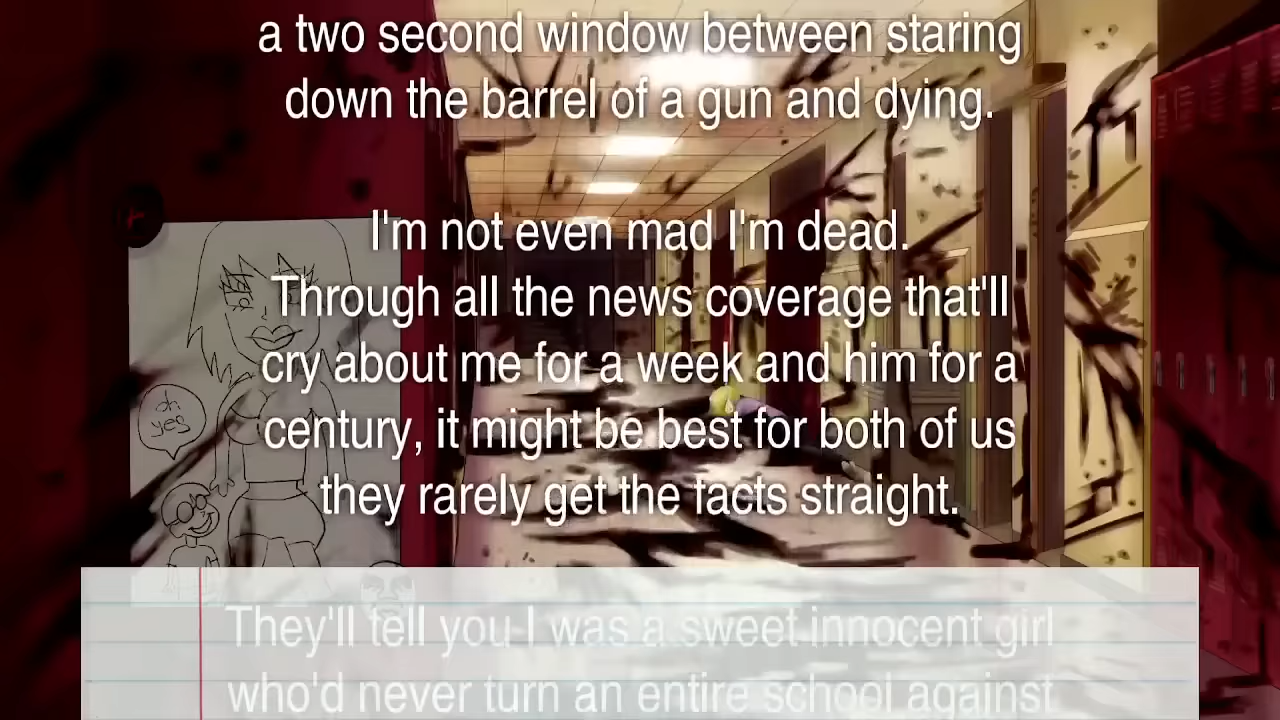 a two second window between staring
down the barrel of a gun and dying.
I'm not even mad I'm dead.
Through all the news coverage that'll
cry about me for a week and him for a
century, it might be best for both of us
they rarely get the facts straight.
oh
yes
They'll tell you I was a sweet innocent girl
who'd never turn an entire school against